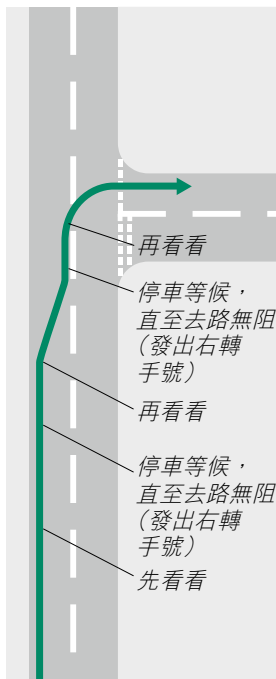 再看看
停車等候，
直至去路無阻
（發出右轉
手號）
再看看
停車等候，
直至去路無阻
（發出右轉
手號）
先看看